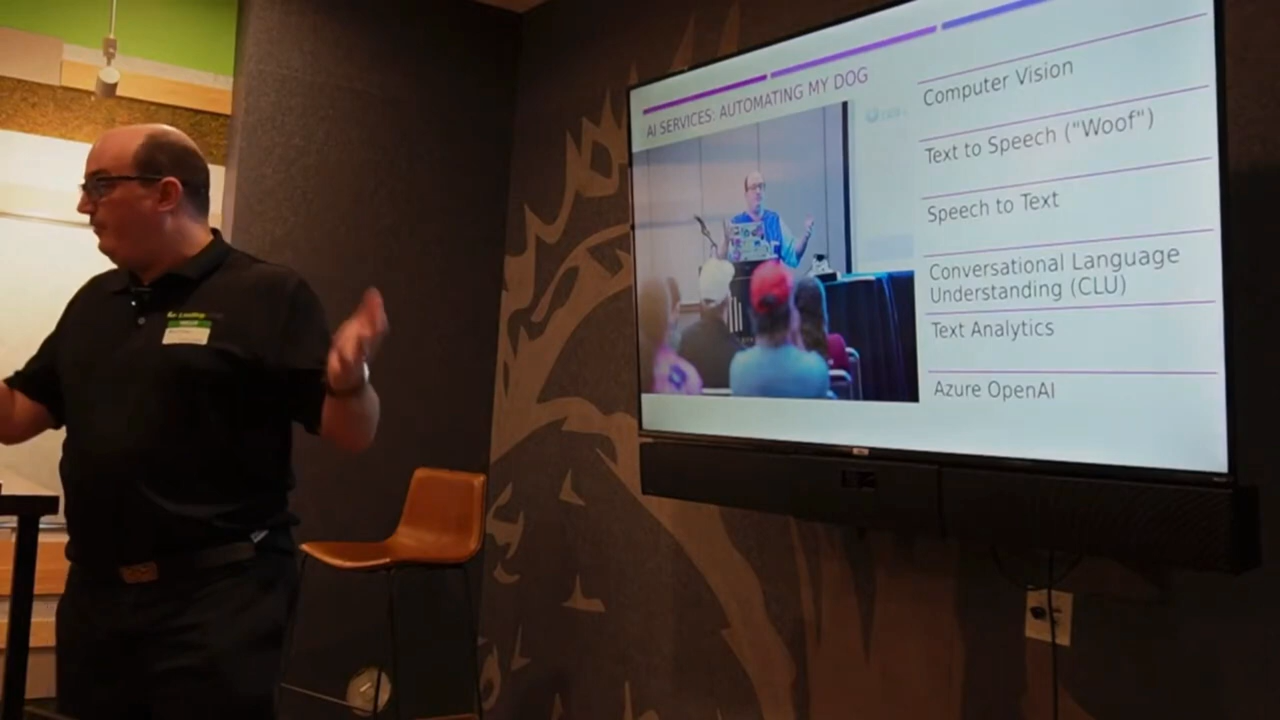 AI SERVICES: AUTOMATING MY DOG
Computer Vision
Text to Speech ("Woof")
Speech to Text
Conversational Language
Understanding (CLU)
Text Analytics
Azure OpenAI